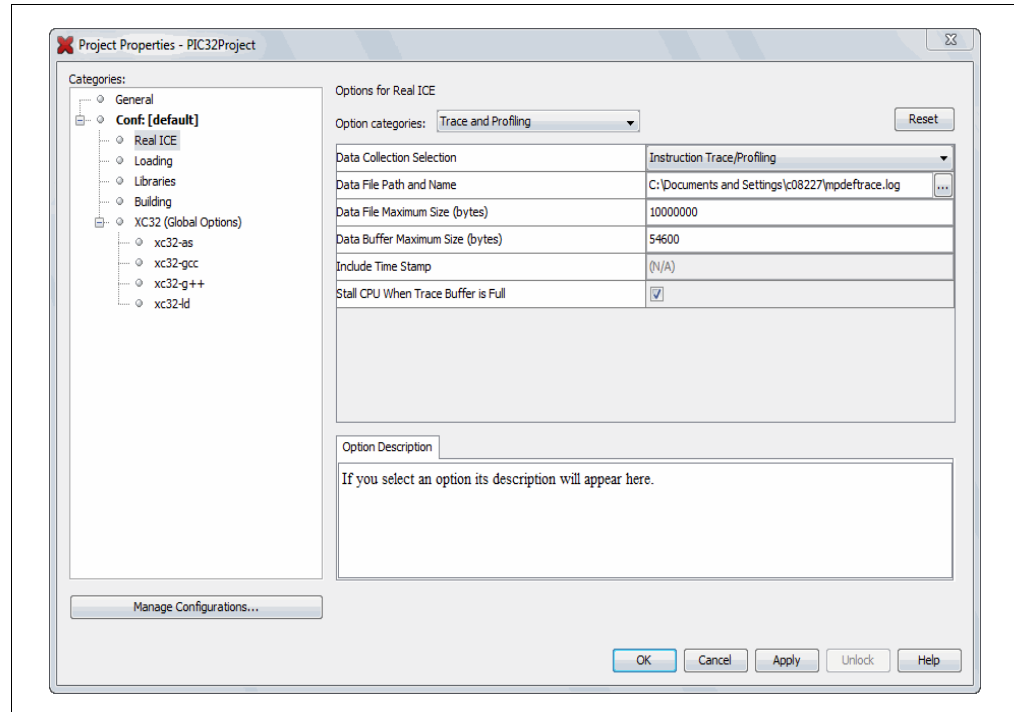 Project Properties - PIC32Project
Categories:
General
Conf: [default]
Real ICE
Loading
Libraries
Building
XC32 (Global Options)
xc32-as
xc32-gcc
xc32-g++
xc32-ld
Manage Configurations...
Options for Real ICE
Option categories: Trace and Profiling Reset
Data Collection Selection Instruction Trace/Profiling
Data File Path and Name C:\Documents and Settings\c08227\mpdeftrace.log ...
Data File Maximum Size (bytes) 10000000
Data Buffer Maximum Size (bytes) 54600
Include Time Stamp (N/A)
Stall CPU When Trace Buffer is Full
Option Description
If you select an option its description will appear here.
OK Cancel Apply Unlock Help